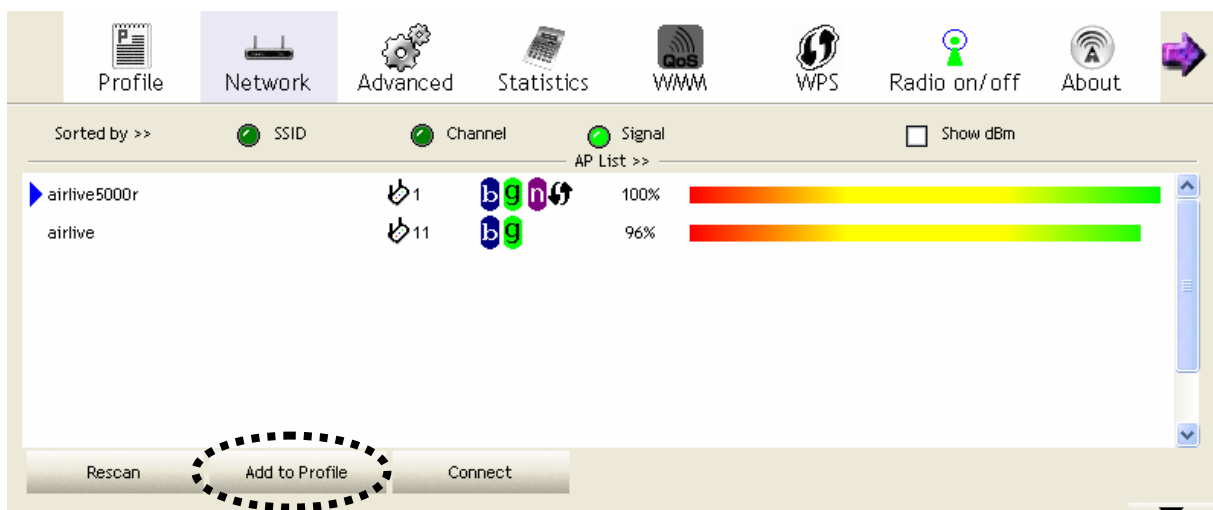 Profile Network Advanced Statistics WMM WPS Radio on/off About
P QoS A
Sorted by >> SSID Channel Signal Show dBm
AP List >>
airlive5000r 1 b g n 100%
airlive 11 b g 96%
Rescan Add to Profile Connect